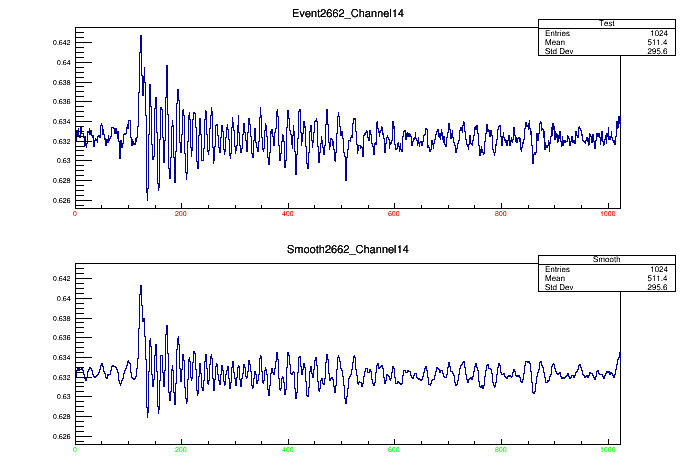 Event2662_Channel14
Test
Entries 1024
Mean 511.4
Std Dev 295.6
0.642
0.64
0.638
0.636
0.634
0.632
0.63
0.628
0.626
0 200 400 600 800 1000
Smooth2662_Channel14
Smooth
Entries 1024
Mean 511.4
Std Dev 295.6
0.642
0.64
0.638
0.636
0.634
0.632
0.63
0.628
0.626
0 200 400 600 800 1000